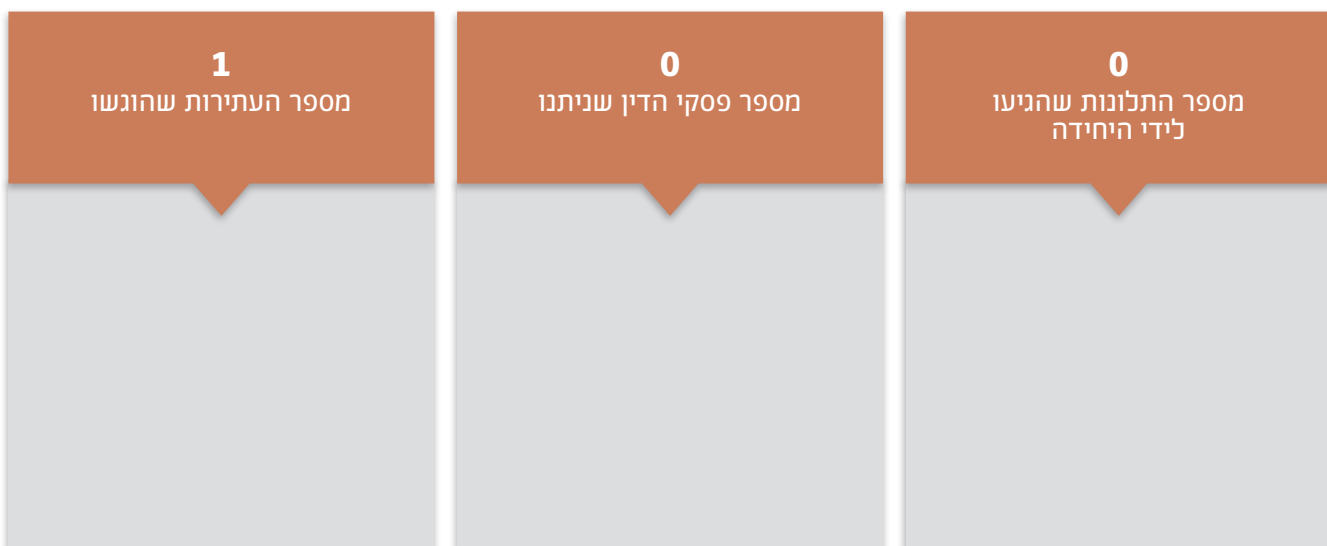 0
מספר התלונות שהגיעו
לידי היחידה
0
מספר פסקי הדין שניתנו
1
מספר העתירות שהוגשו